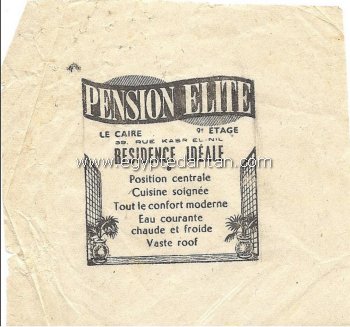 PENSION ELITE
LE CAIRE 9e ETAGE
39, RUE KASR EL-NIL
RESIDENCE IDÉALE
www.egyptedantan.com
Position centrale
Cuisine soignée
Tout le confort moderne
Eau courante
chaude et froide
Vaste roof